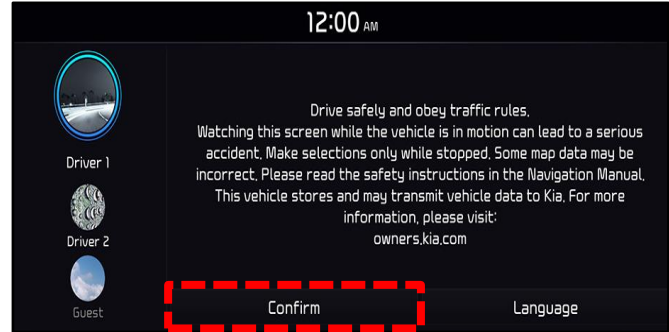 12:00 AM
Driver 1
Driver 2
Guest
Drive safely and obey traffic rules.
Watching this screen while the vehicle is in motion can lead to a serious
accident. Make selections only while stopped. Some map data may be
incorrect. Please read the safety instructions in the Navigation Manual.
This vehicle stores and may transmit vehicle data to Kia. For more
information, please visit:
owners.kia.com
Confirm
Language